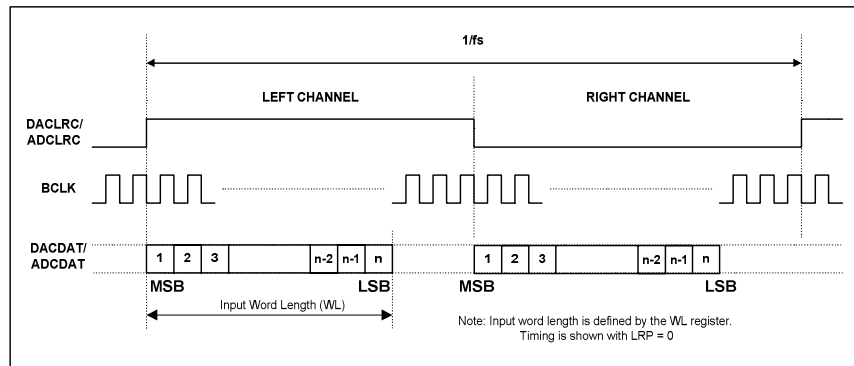 1/fs
LEFT CHANNEL
RIGHT CHANNEL
DACLRC/
ADCLRC
BCLK
DACDAT/
ADCDAT
1 2 3 n-2 n-1 n
1 2 3 n-2 n-1 n
MSB
LSB
MSB
LSB
Input Word Length (WL)
Note: Input word length is defined by the WL register.
Timing is shown with LRP = 0